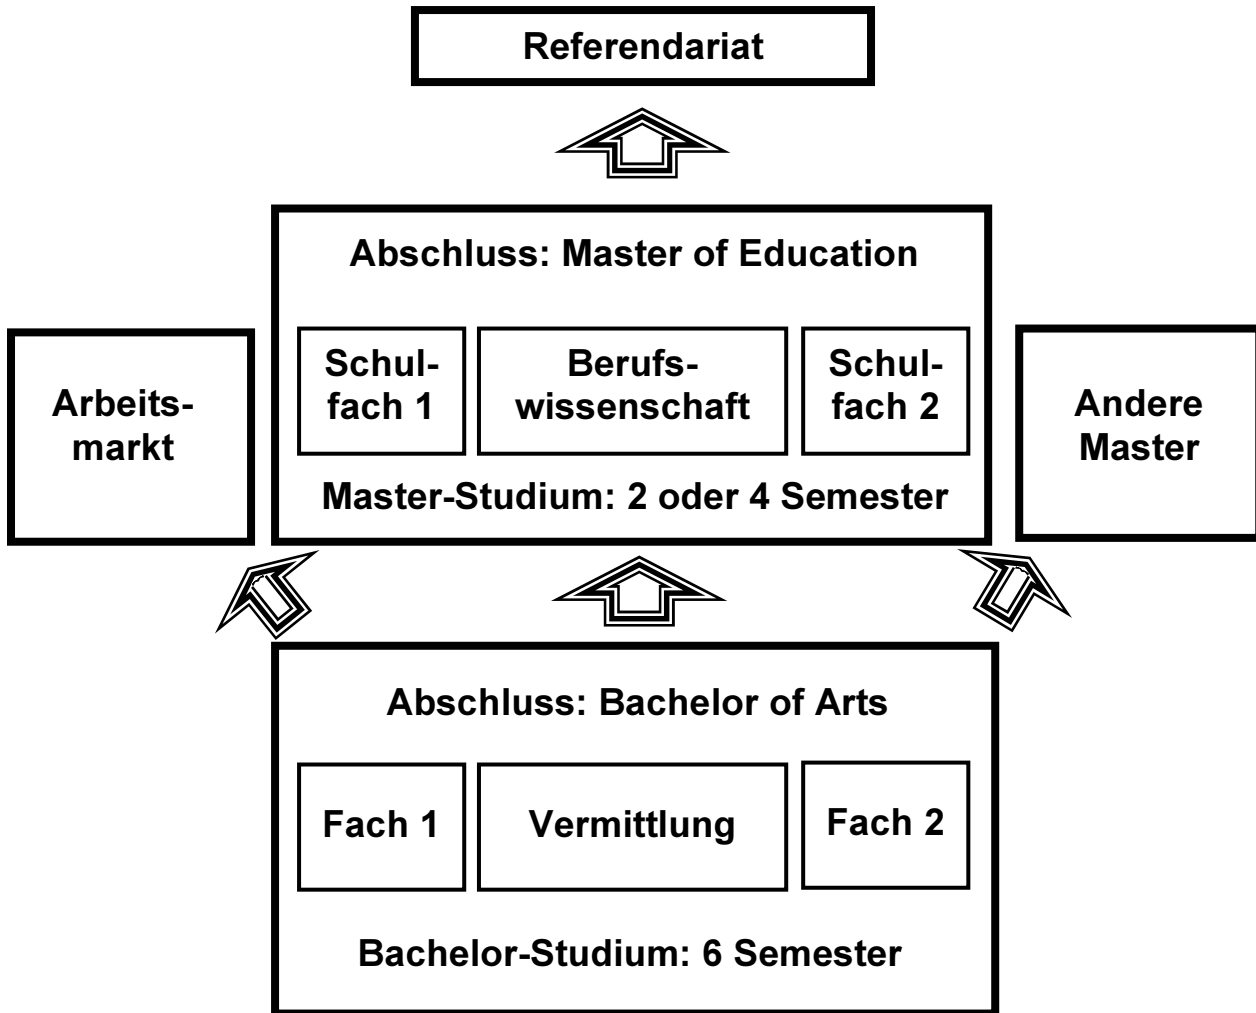 Referendariat
Abschluss: Master of Education
Arbeits-
markt
Schul-
fach 1
Berufs-
wissenschaft
Schul-
fach 2
Andere
Master
Master-Studium: 2 oder 4 Semester
Abschluss: Bachelor of Arts
Fach 1
Vermittlung
Fach 2
Bachelor-Studium: 6 Semester